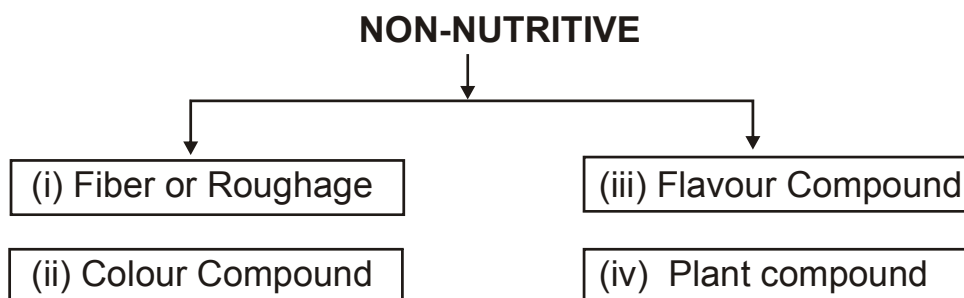 NON-NUTRITIVE
(i) Fiber or Roughage
(iii) Flavour Compound
(ii) Colour Compound
(iv) Plant compound